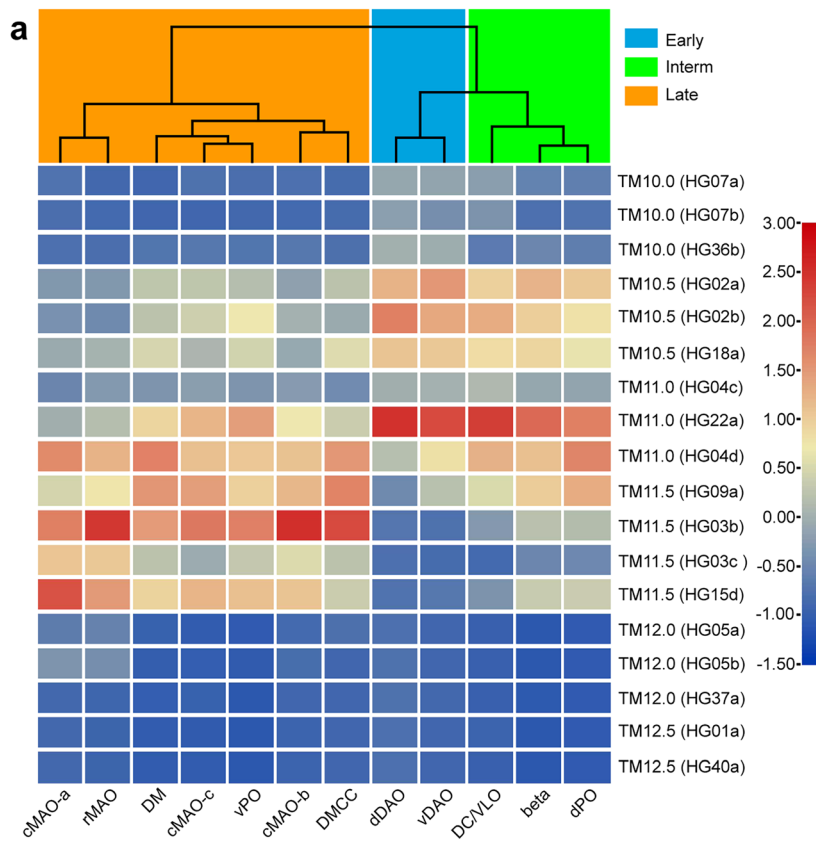 a
Early
Interm
Late
TM10.0 (HG07a)
TM10.0 (HG07b)
TM10.0 (HG36b)
TM10.5 (HG02a)
TM10.5 (HG02b)
TM10.5 (HG18a)
TM11.0 (HG04c)
TM11.0 (HG22a)
TM11.0 (HG04d)
TM11.5 (HG09a)
TM11.5 (HG03b)
TM11.5 (HG03c )
TM11.5 (HG15d)
TM12.0 (HG05a)
TM12.0 (HG05b)
TM12.0 (HG37a)
TM12.5 (HG01a)
TM12.5 (HG40a)
3.00
2.50
2.00
1.50
1.00
0.50
0.00
-0.50
-1.00
-1.50
cMAO-a
rMAO
DM
cMAO-c
vPO
cMAO-b
DMCC
dDAO
vDAO
DC/VLO
beta
dPO